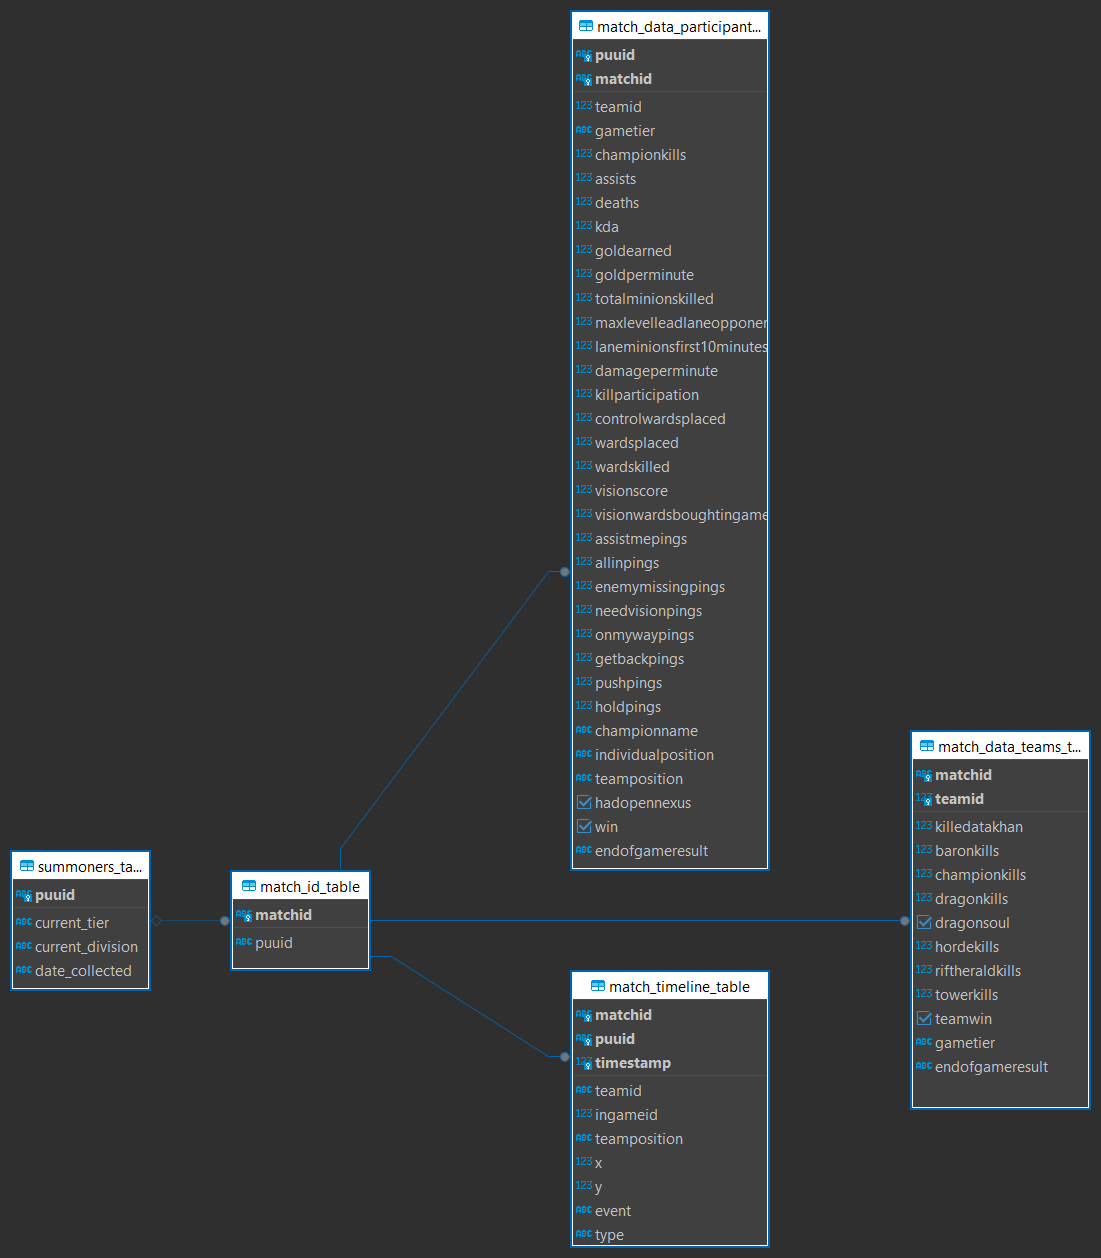 match_data_participant...
puuid
matchid
teamid
gametier
championkills
assists
deaths
kda
goldearned
goldperminute
totalminionskilled
maxlevelleadlaneopponen
laneminionsfirst10minutes
damageperminute
killparticipation
controlwardsplaced
wardsplaced
wardskilled
visionscore
visionwardsboughtingame
assistmepings
allinpings
enemymissingpings
needvisionpings
onmywaypings
getbackpings
pushpings
holdpings
championname
individualposition
teamposition
hadopennexus
win
endofgameresult
summoners_ta...
puuid
current_tier
current_division
date_collected
match_id_table
matchid
puuid
match_timeline_table
matchid
puuid
timestamp
teamid
ingameid
teamposition
x
y
event
type
match_data_teams_t...
matchid
teamid
killedatakhan
baronkills
championkills
dragonkills
dragonsoul
hordekills
riftheraldkills
towerkills
teamwin
gametier
endofgameresult